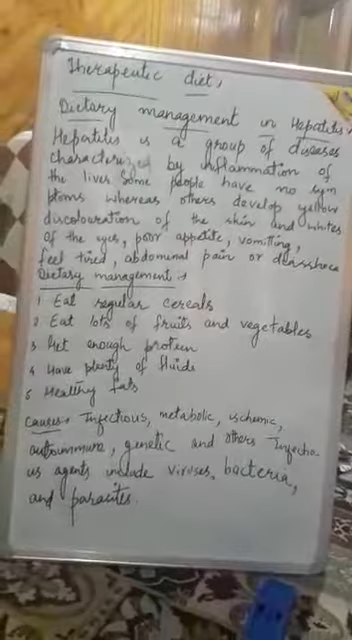 Therapeutic diet,
Dietary management in Hepatitis
Hepatitis is a group of diseases
characterized by inflammation of
the liver. Some people have no sym
ptoms whereas others develop yellow
discolouration of the skin and whites
of the eyes, poor appetite, vomitting,
feel tired, abdominal pain or
Dietary management
1 Eat regular cereals
2 Eat lots of fruits and vegetables
3 Get enough protien
4 Have plenty of fluids
5 Healthy fats
Causes Infectious, metabolic, ischemic,
autoimmune, genetic and others Infectio
us agents include viruses, bacteria,
and parasites.